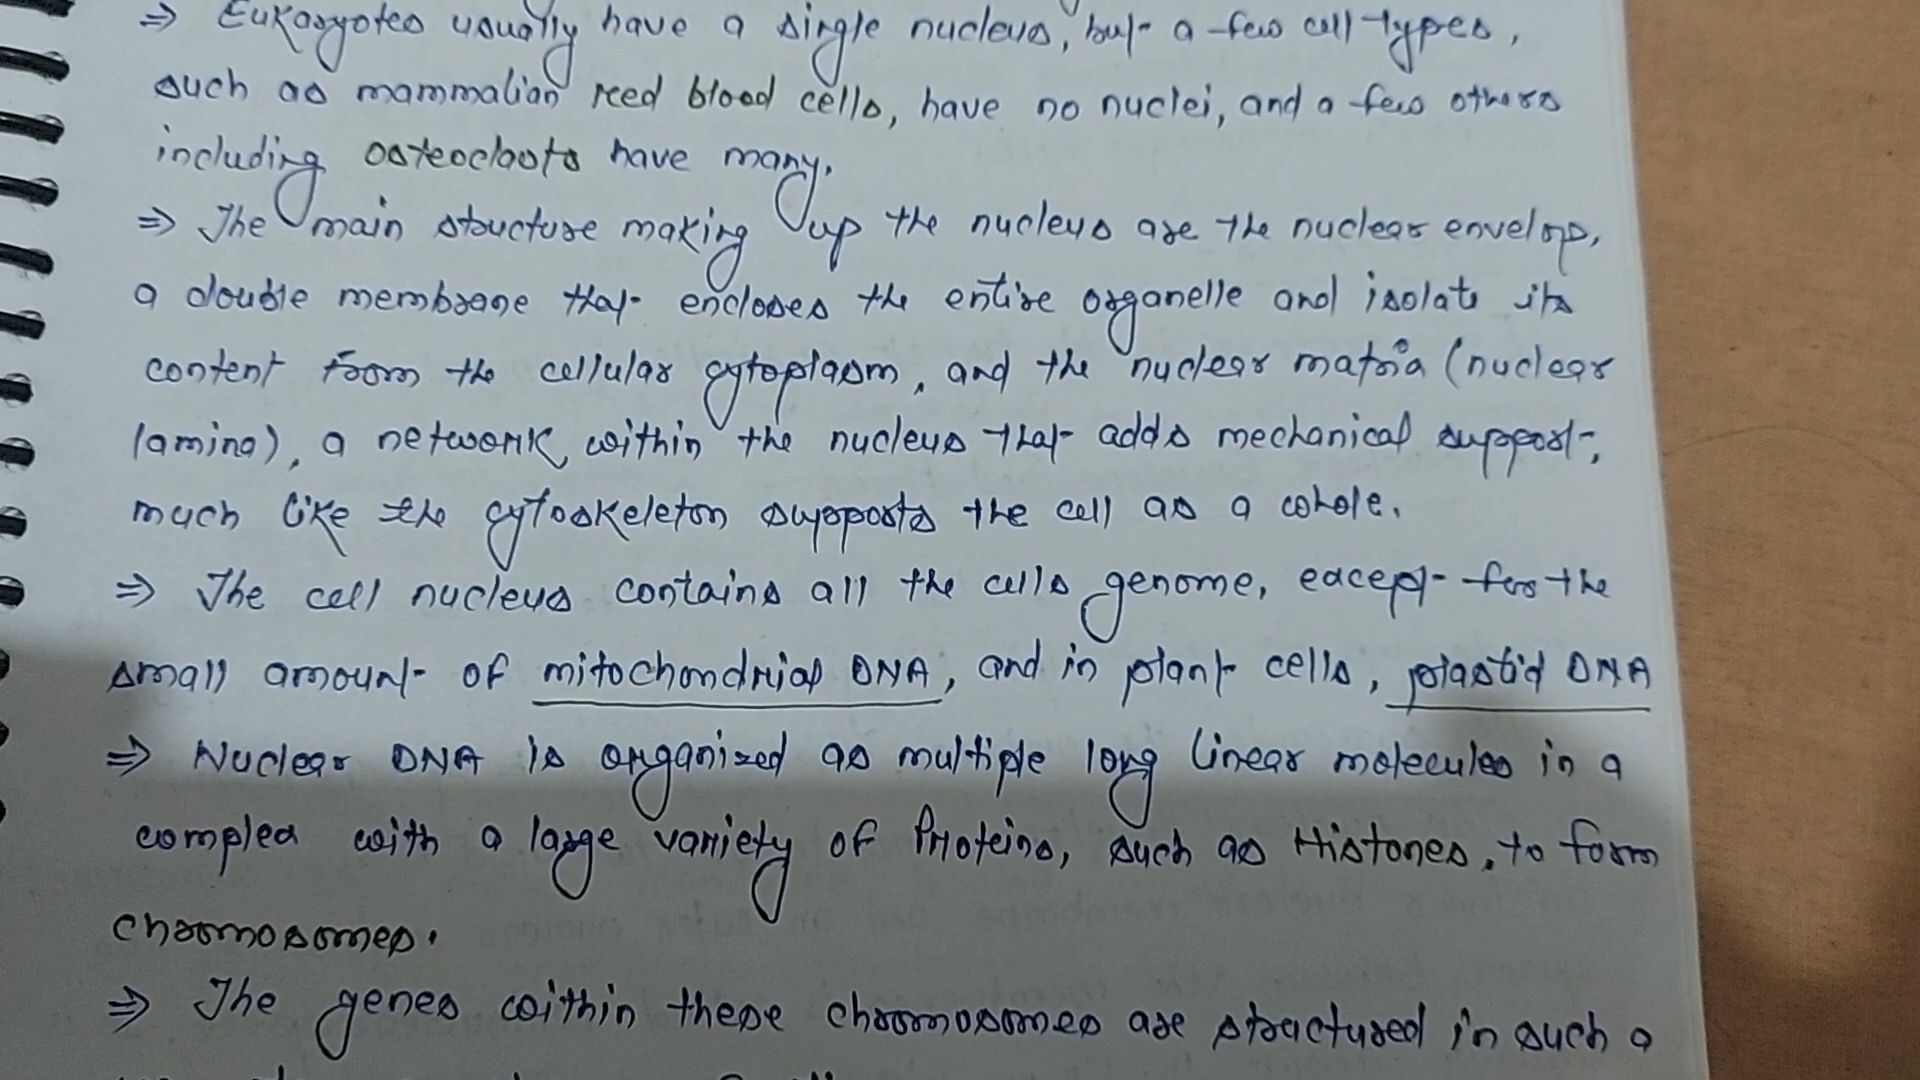 ⇒ Eukaryotes usually have a single nucleus, but a few cell types,
such as mammalian red blood cells, have no nuclei, and a few others
including osteoclasts have many.
⇒ The main structure making up the nucleus are the nuclear envelop,
a double membrane that encloses the entire organelle and isolate its
content from the cellular cytoplasm, and the nuclear matrix (nuclear
lamina), a network within the nucleus that adds mechanical support,
much like the cytoskeleton supports the cell as a whole.
⇒ The cell nucleus contains all the cells genome, except for the
small amount of mitochondrial DNA, and in plant cells, plastid DNA
⇒ Nuclear DNA is organized as multiple long linear molecules in a
complex with a large variety of Proteins, such as Histones, to form
chromosomes.
⇒ The genes within these chromosomes are structured in such a